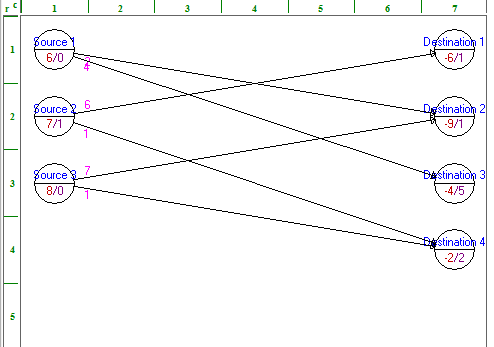 r c 1 2 3 4 5 6 7
1
Source 1
6/0
4
Destination 1
-6/1
2
Source 2
7/1
6
1
Destination 2
-9/1
3
Source 3
8/0
7
1
Destination 3
-4/5
4
Destination 4
-2/2
5